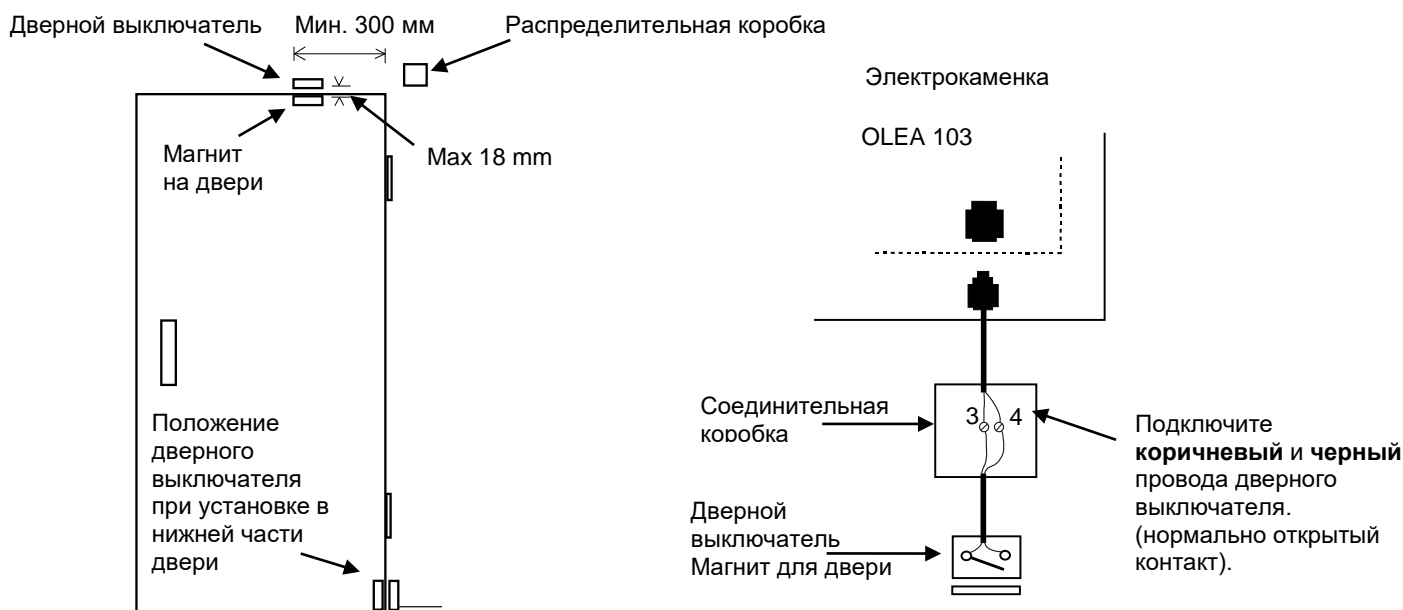 Дверной выключатель
Мин. 300 мм
Распределительная коробка
Магнит
на двери
Max 18 mm
Положение
дверного
выключателя
при установке в
нижней части
двери
Электрокаменка
OLEA 103
Соединительная
коробка
3 4
Подключите
коричневый и черный
провода дверного
выключателя.
(нормально открытый
контакт).
Дверной
выключатель
Магнит для двери